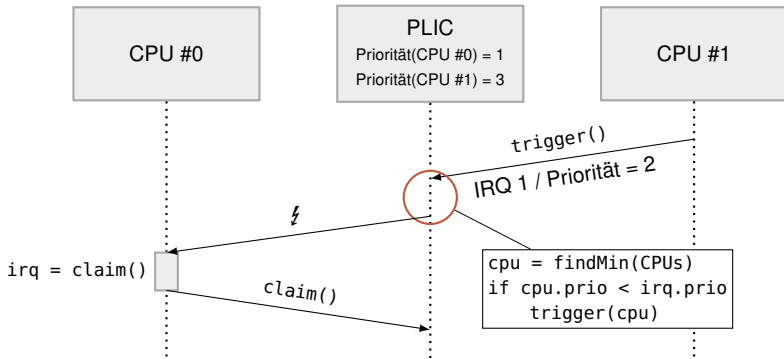 CPU #0
PLIC
Priorität(CPU #0) = 1
Priorität(CPU #1) = 3
CPU #1
trigger()
IRQ 1 / Priorität = 2
irq = claim()
claim()
cpu = findMin(CPUs)
if cpu.prio < irq.prio
trigger(cpu)